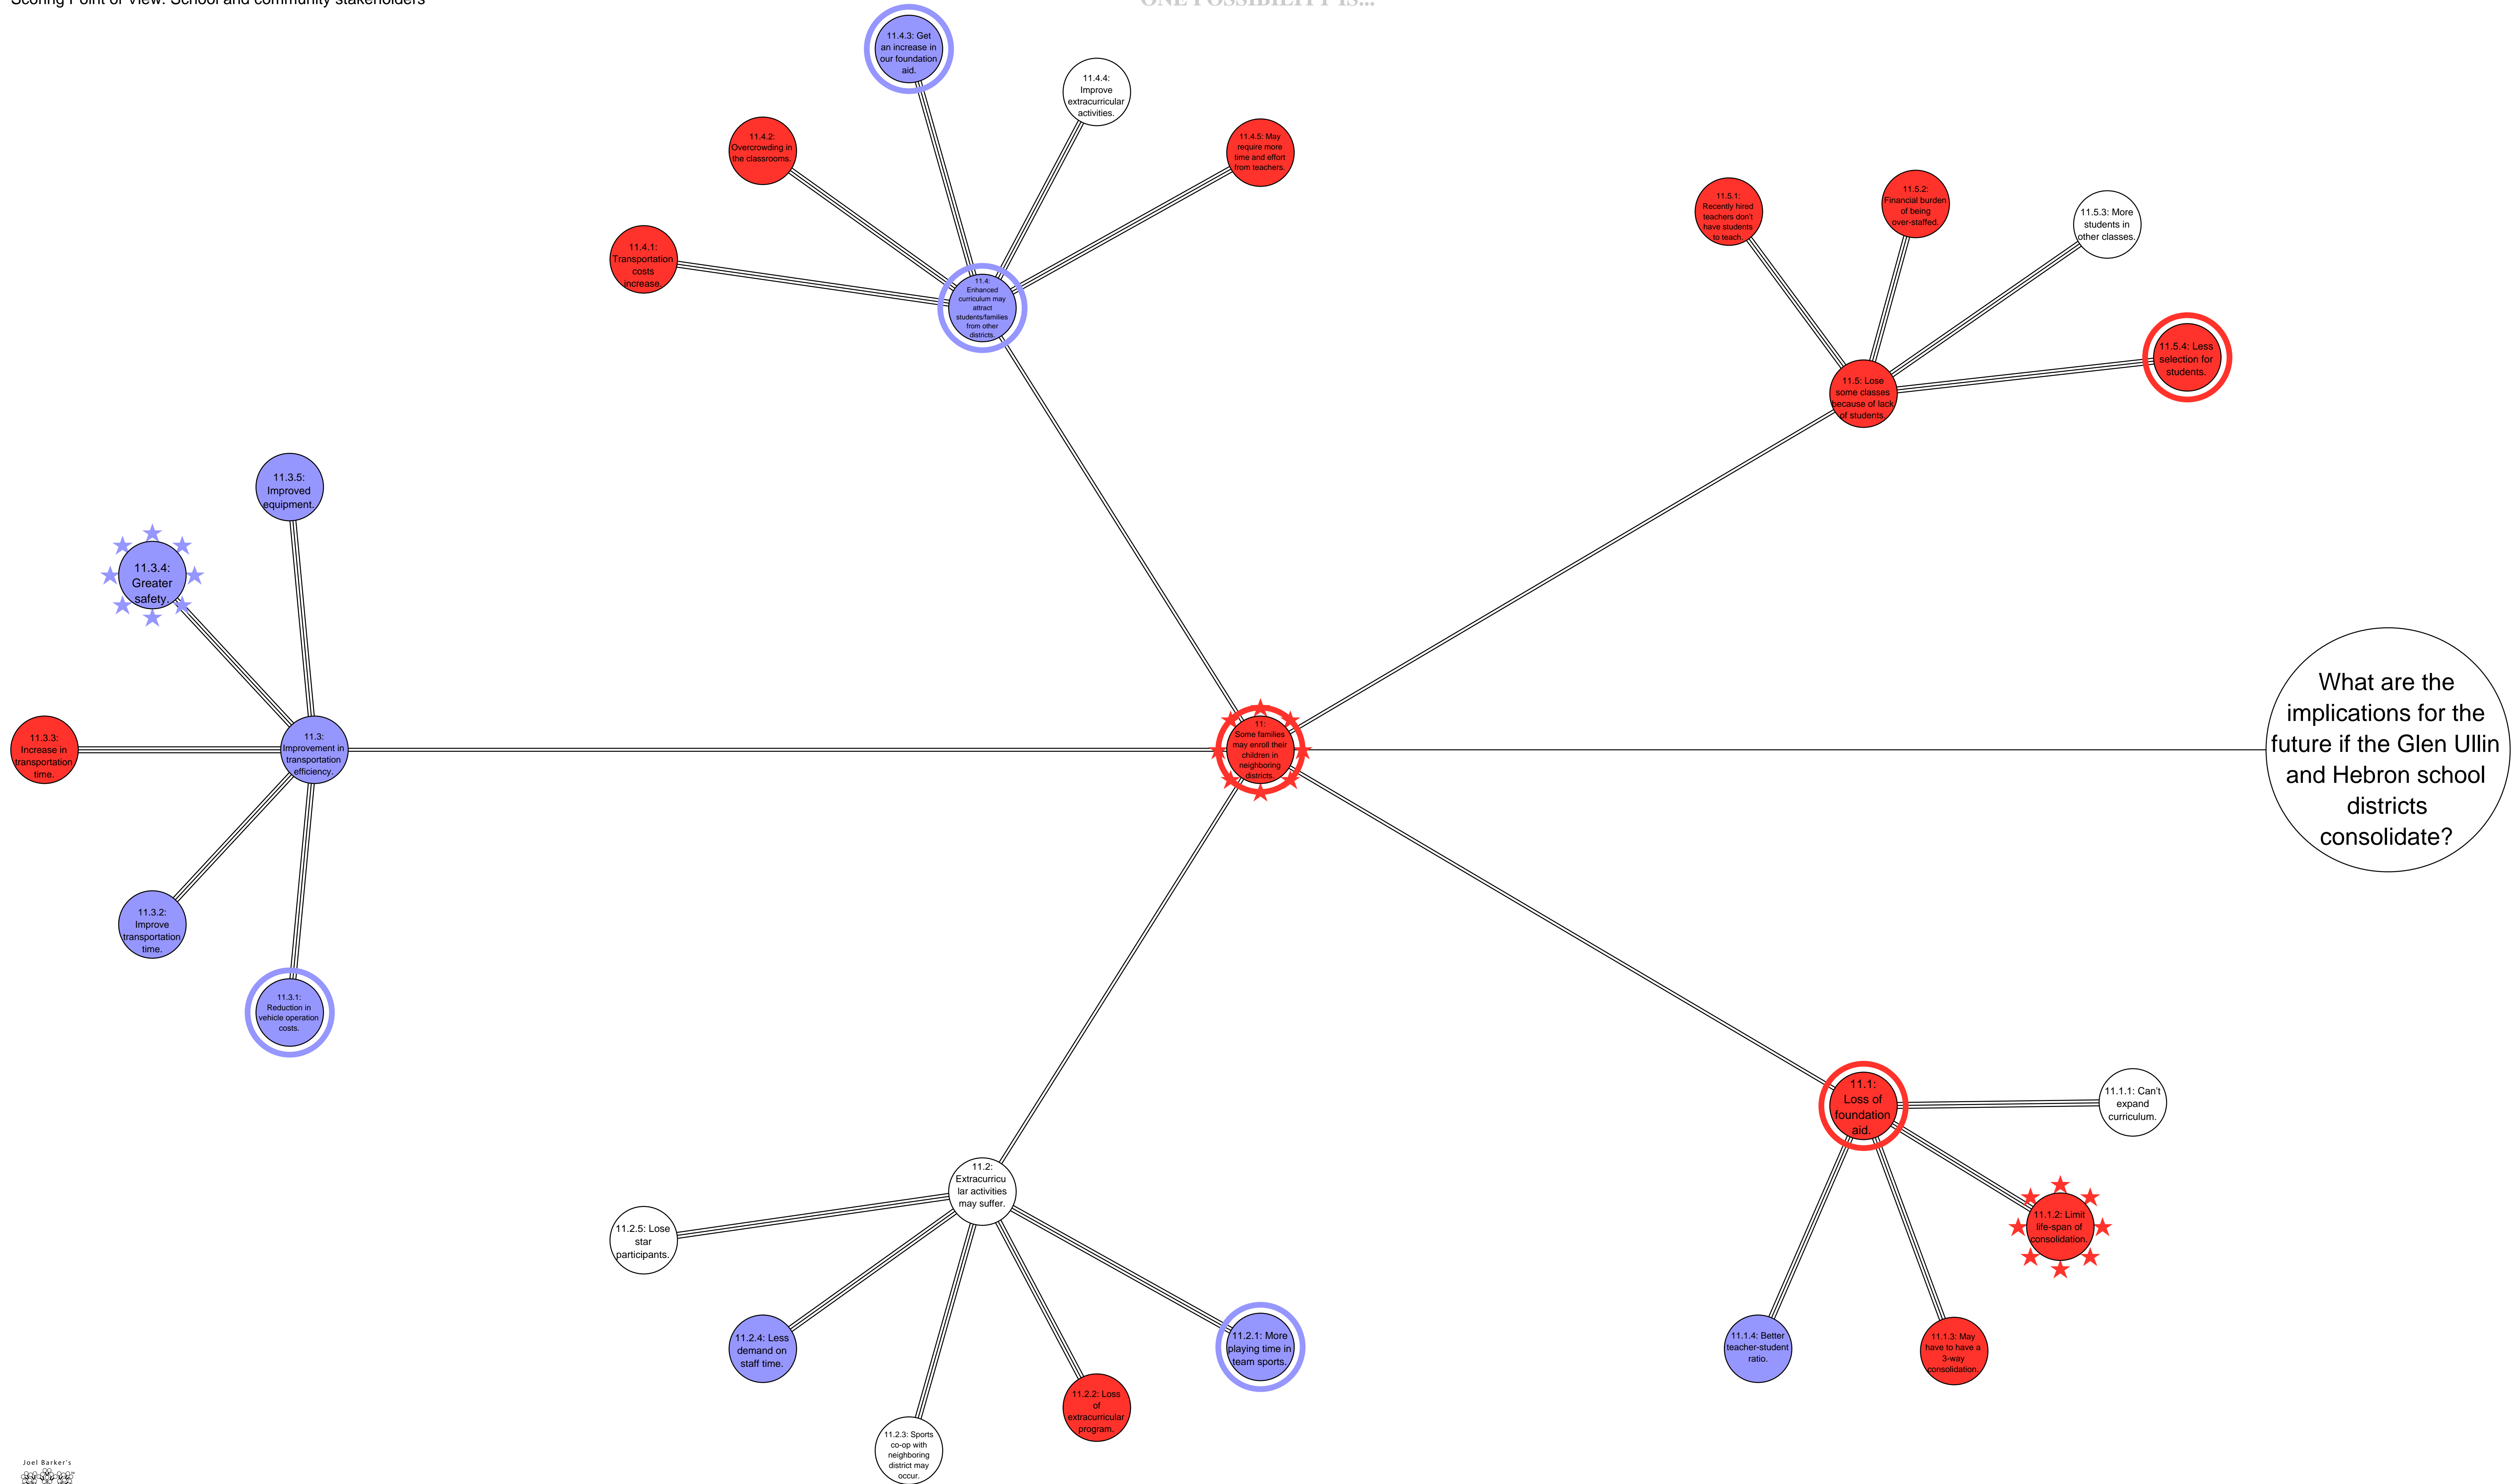 Scoring Point of View: School and community stakeholders
ONE POSSIBILITY IS...
11.4.3: Get
an increase in
our foundation
aid.
11.4.4:
Improve
extracurricular
activities.
11.4.2:
Overcrowding in
the classrooms.
11.4.5: May
require more
time and effort
from teachers.
11.4.1:
Transportation
costs
increase.
11.4:
Enhanced
curriculum may
attract
students/families
from other
districts.
11.5.1:
Recently hired
teachers don't
have students
to teach.
11.5.2:
Financial burden
of being
over-staffed.
11.5.3: More
students in
other classes.
11.5.4: Less
selection for
students.
11.5: Lose
some classes
because of lack
of students.
11.3.5:
Improved
equipment.
11.3.4:
Greater
safety.
11.3.3:
Increase in
transportation
time.
11.3:
Improvement in
transportation
efficiency.
11.3.2:
Improve
transportation
time.
11.3.1:
Reduction in
vehicle operation
costs.
11:
Some families
may enroll their
children in
neighboring
districts.
What are the
implications for the
future if the Glen Ullin
and Hebron school
districts
consolidate?
11.1:
Loss of
foundation
aid.
11.1.1: Can't
expand
curriculum.
11.1.2: Limit
life-span of
consolidation.
11.1.4: Better
teacher-student
ratio.
11.1.3: May
have to have a
3-way
consolidation.
11.2:
Extracurricu
lar activities
may suffer.
11.2.5: Lose
star
participants.
11.2.4: Less
demand on
staff time.
11.2.3: Sports
co-op with
neighboring
district may
occur.
11.2.2: Loss
of
extracurricular
program.
11.2.1: More
playing time in
team sports.
Joel Barker's